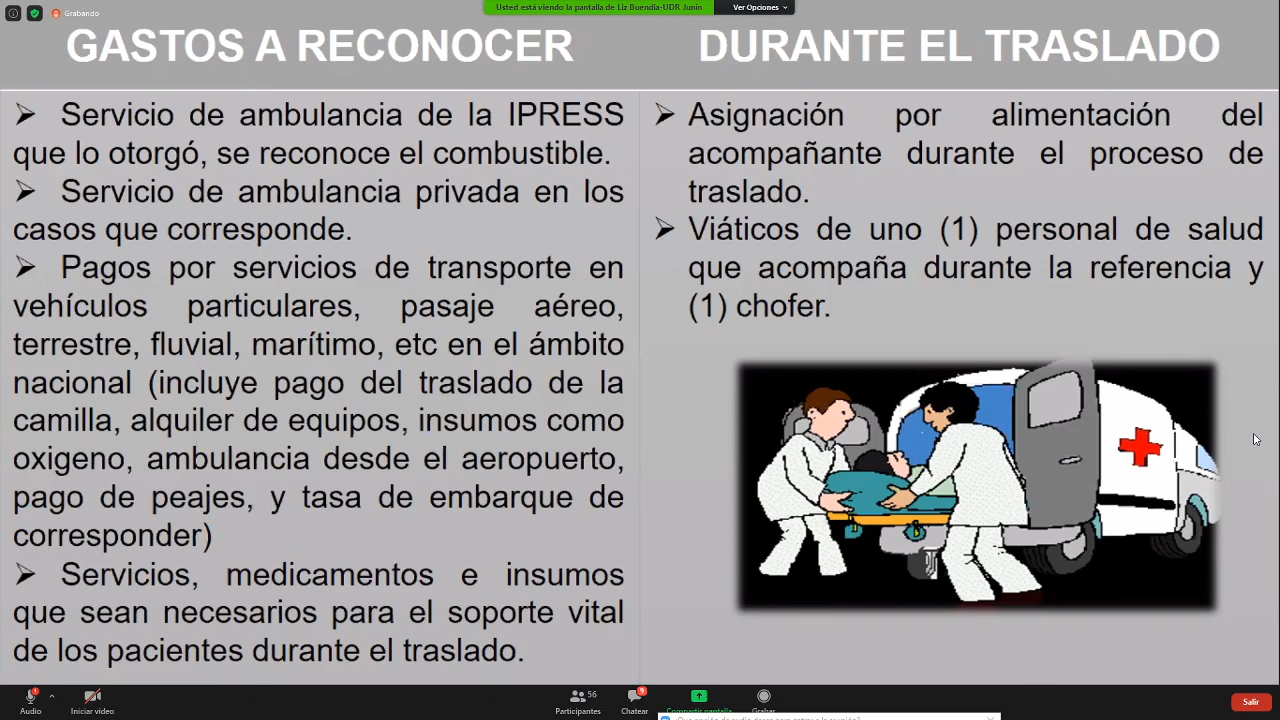 Grabando
Usted está viendo la pantalla de Liz Buendia-UDR Junin
Ver Opciones
GASTOS A RECONOCER
➢ Servicio de ambulancia de la IPRESS
que lo otorgó, se reconoce el combustible.
➢ Servicio de ambulancia privada en los
casos que corresponde.
➢ Pagos por servicios de transporte en
vehículos particulares, pasaje aéreo,
terrestre, fluvial, marítimo, etc en el ámbito
nacional (incluye pago del traslado de la
camilla, alquiler de equipos, insumos como
oxigeno, ambulancia desde el aeropuerto,
pago de peajes, y tasa de embarque de
corresponder)
➢ Servicios, medicamentos e insumos
que sean necesarios para el soporte vital
de los pacientes durante el traslado.
DURANTE EL TRASLADO
➢ Asignación por alimentación del
acompañante durante el proceso de
traslado.
➢ Viáticos de uno (1) personal de salud
que acompaña durante la referencia y
(1) chofer.
Audio
Iniciar video
56
Participantes
9
Chatear
Compartir pantalla
Grabar
Salir